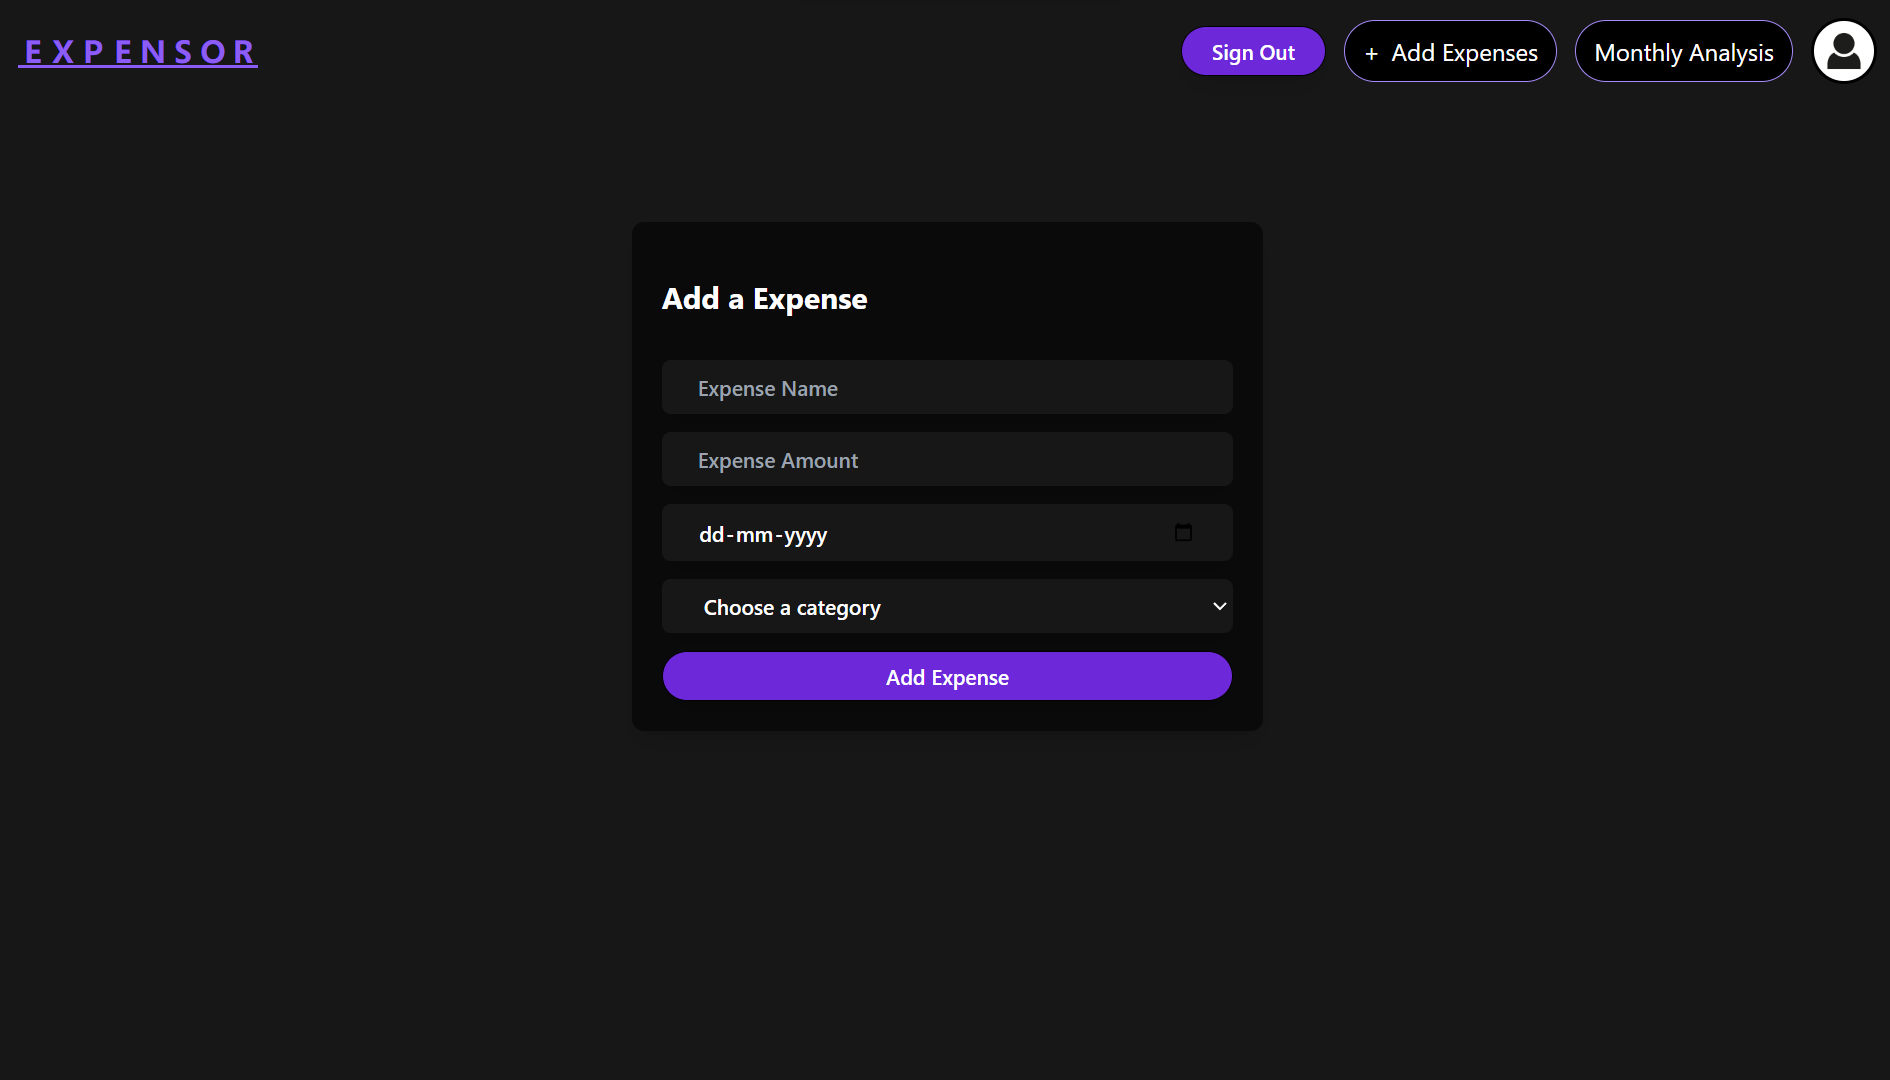 EXPENSOR
Sign Out
+ Add Expenses
Monthly Analysis
Add a Expense
Expense Name
Expense Amount
dd-mm-yyyy
Choose a category
Add Expense